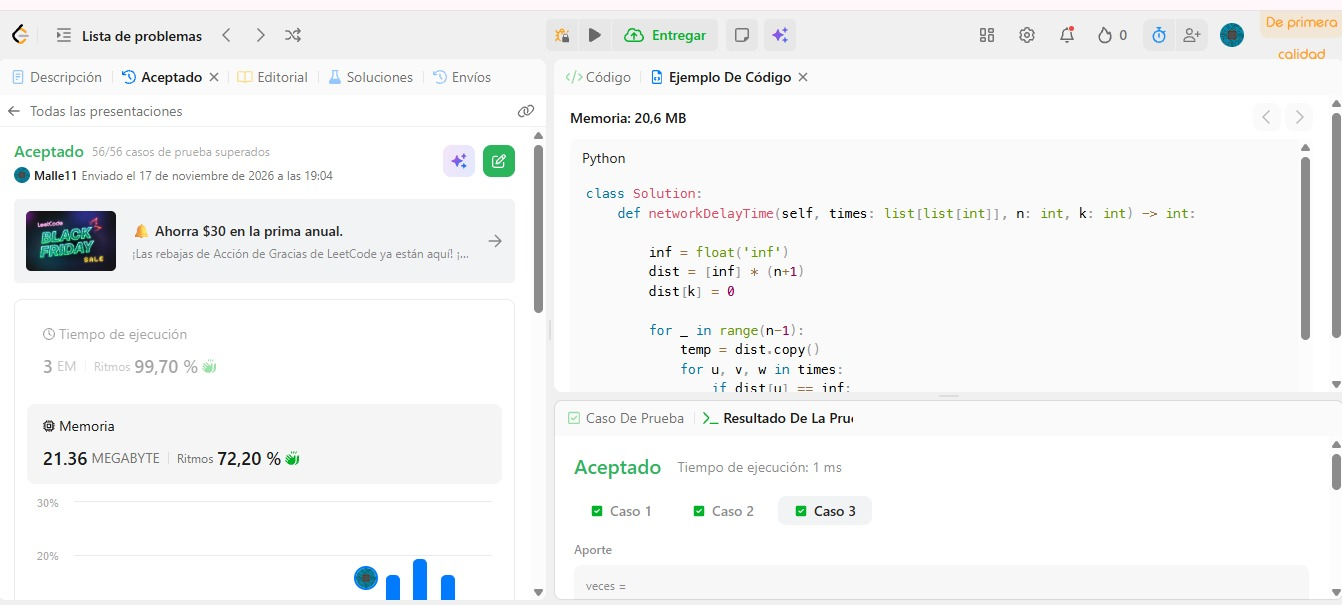 Lista de problemas
Entregar
0
De primera
calidad
Descripción
Aceptado
Editorial
Soluciones
Envíos
Todas las presentaciones
Aceptado 56/56 casos de prueba superados
Malle11 Enviado el 17 de noviembre de 2026 a las 19:04
LeetCode
BLACK
FRIDAY
SALE
Ahorra $30 en la prima anual.
¡Las rebajas de Acción de Gracias de LeetCode ya están aquí! ¡...
Tiempo de ejecución
3 EM Ritmos 99,70 %
Memoria
21.36 MEGABYTE Ritmos 72,20 %
30%
20%
</> Código
Ejemplo De Código
Memoria: 20,6 MB
Python
class Solution:
def networkDelayTime(self, times: list[list[int]], n: int, k: int) -> int:
inf = float('inf')
dist = [inf] * (n+1)
dist[k] = 0
for _ in range(n-1):
temp = dist.copy()
for u, v, w in times:
if dist[u] == inf:
Caso De Prueba
>_ Resultado De La Prue
Aceptado Tiempo de ejecución: 1 ms
Caso 1
Caso 2
Caso 3
Aporte
veces =